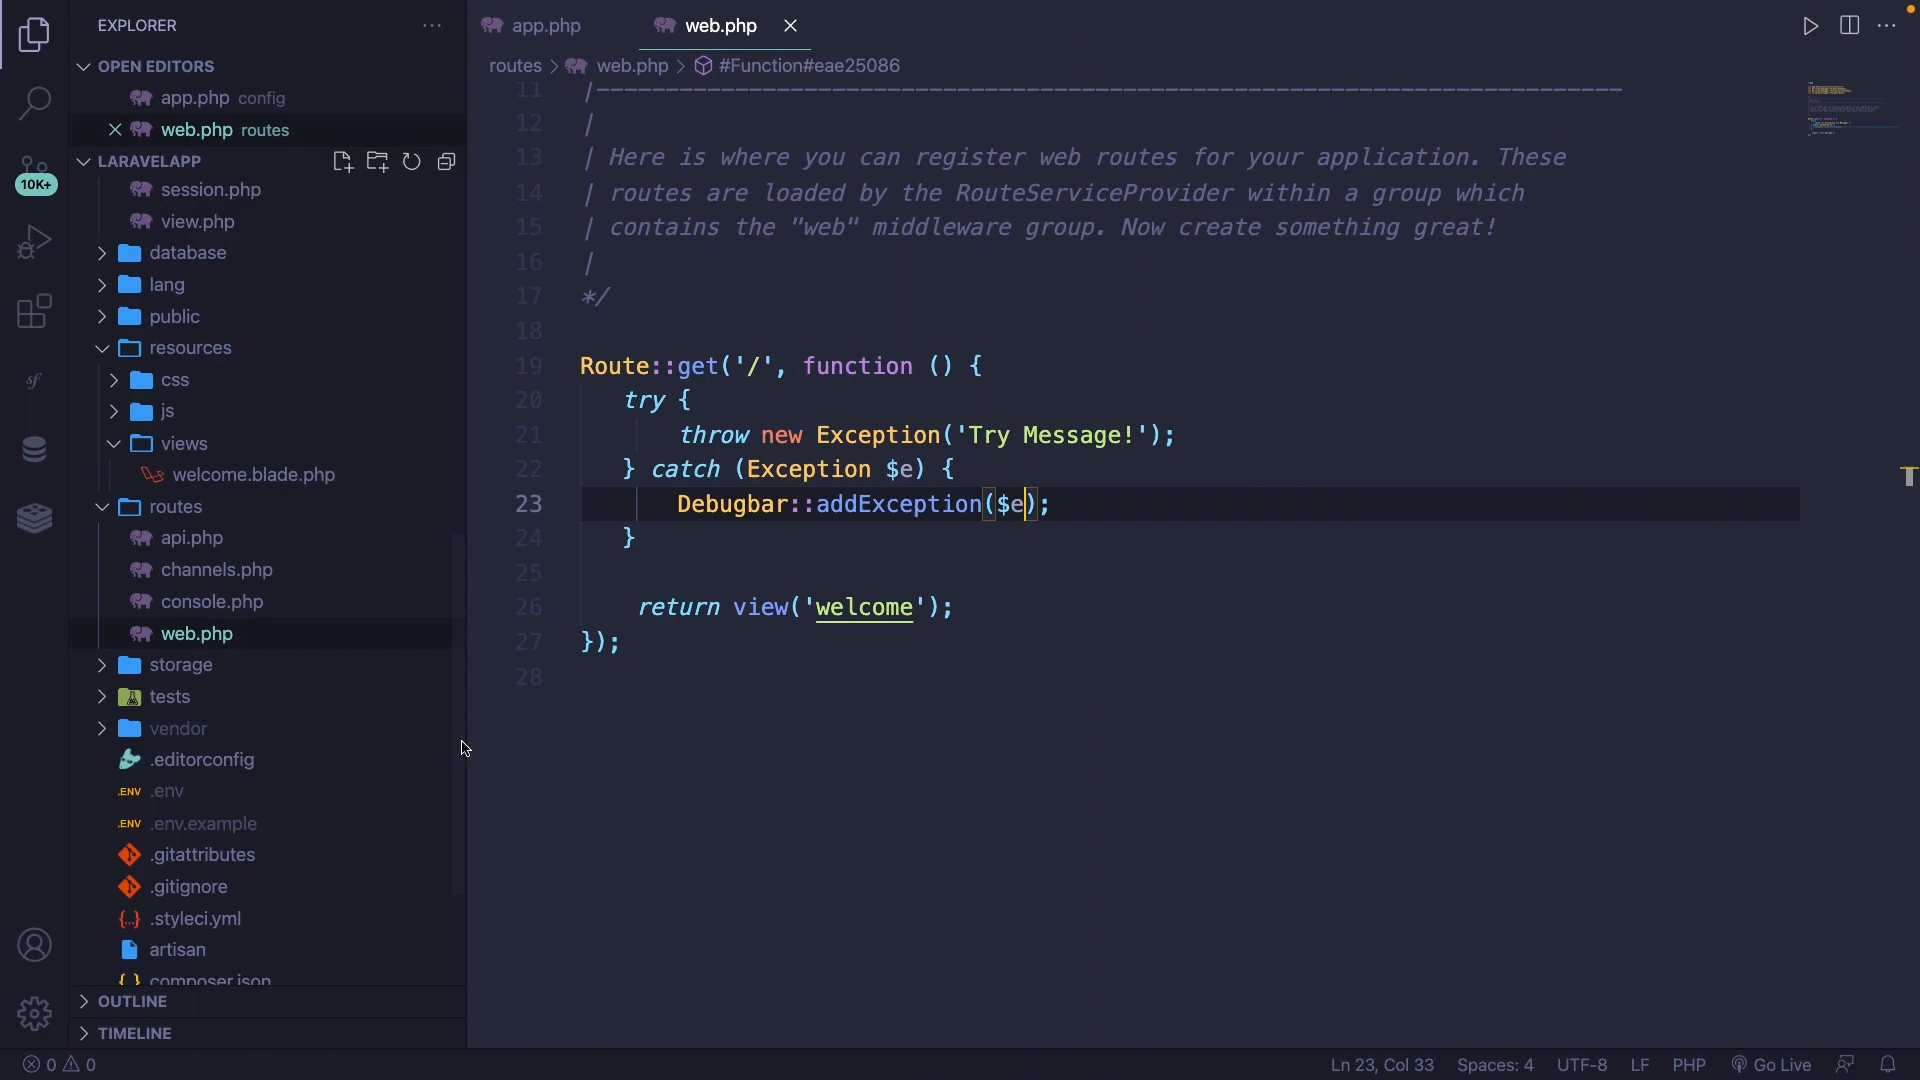 EXPLORER
OPEN EDITORS
app.php config
web.php routes
LARAVELAPP
session.php
view.php
database
lang
public
resources
css
js
views
welcome.blade.php
routes
api.php
channels.php
console.php
web.php
storage
tests
vendor
.editorconfig
.ENV .env
.ENV .env.example
.gitattributes
.gitignore
{...} .styleci.yml
artisan
{ } composer.json
OUTLINE
TIMELINE
10K+
sf
app.php
web.php
routes > web.php > #Function#eae25086
11 |--------------------------------------------------------------------------
12 |
13 | Here is where you can register web routes for your application. These
14 | routes are loaded by the RouteServiceProvider within a group which
15 | contains the "web" middleware group. Now create something great!
16 |
17 */
18
19 Route::get('/', function () {
20 try {
21 throw new Exception('Try Message!');
22 } catch (Exception $e) {
23 Debugbar::addException($e);
24 }
25
26 return view('welcome');
27 });
28
0 0
Ln 23, Col 33 Spaces: 4 UTF-8 LF PHP Go Live